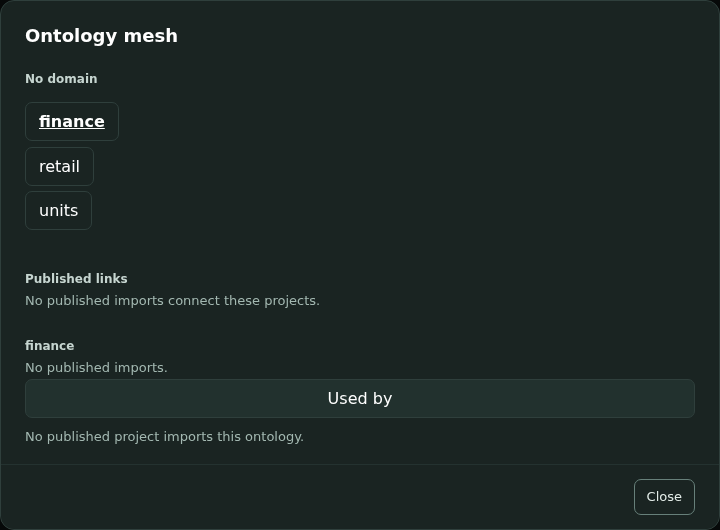 Ontology mesh
No domain
finance
retail
units
Published links
No published imports connect these projects.
finance
No published imports.
Used by
No published project imports this ontology.
Close